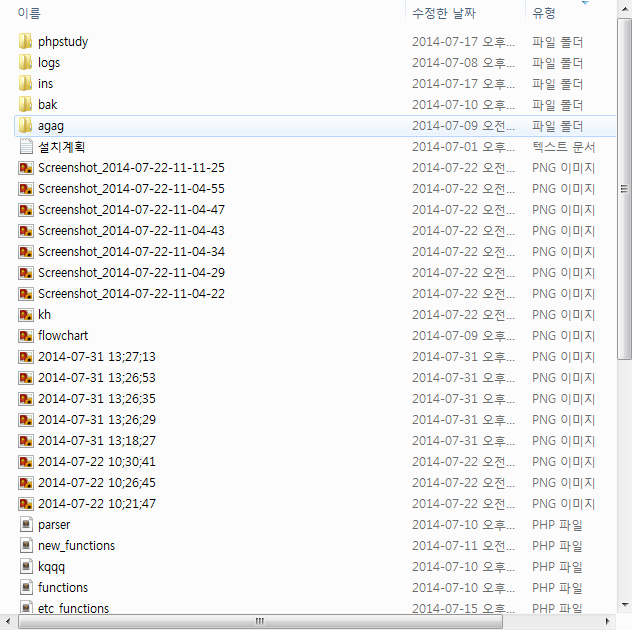 이름 수정한 날짜 유형
phpstudy 2014-07-17 오후... 파일 폴더
logs 2014-07-08 오후... 파일 폴더
ins 2014-07-17 오후... 파일 폴더
bak 2014-07-10 오후... 파일 폴더
agag 2014-07-09 오전... 파일 폴더
설치계획 2014-07-01 오후... 텍스트 문서
Screenshot_2014-07-22-11-11-25 2014-07-22 오전... PNG 이미지
Screenshot_2014-07-22-11-04-55 2014-07-22 오전... PNG 이미지
Screenshot_2014-07-22-11-04-47 2014-07-22 오전... PNG 이미지
Screenshot_2014-07-22-11-04-43 2014-07-22 오전... PNG 이미지
Screenshot_2014-07-22-11-04-34 2014-07-22 오전... PNG 이미지
Screenshot_2014-07-22-11-04-29 2014-07-22 오전... PNG 이미지
Screenshot_2014-07-22-11-04-22 2014-07-22 오전... PNG 이미지
kh 2014-07-22 오전... PNG 이미지
flowchart 2014-07-09 오후... PNG 이미지
2014-07-31 13;27;13 2014-07-31 오후... PNG 이미지
2014-07-31 13;26;53 2014-07-31 오후... PNG 이미지
2014-07-31 13;26;35 2014-07-31 오후... PNG 이미지
2014-07-31 13;26;29 2014-07-31 오후... PNG 이미지
2014-07-31 13;18;27 2014-07-31 오후... PNG 이미지
2014-07-22 10;30;41 2014-07-22 오전... PNG 이미지
2014-07-22 10;26;45 2014-07-22 오전... PNG 이미지
2014-07-22 10;21;47 2014-07-22 오전... PNG 이미지
parser 2014-07-10 오후... PHP 파일
new_functions 2014-07-11 오전... PHP 파일
kqqq 2014-07-10 오후... PHP 파일
functions 2014-07-10 오후... PHP 파일
etc_functions 2014-07-15 오후... PHP 파일